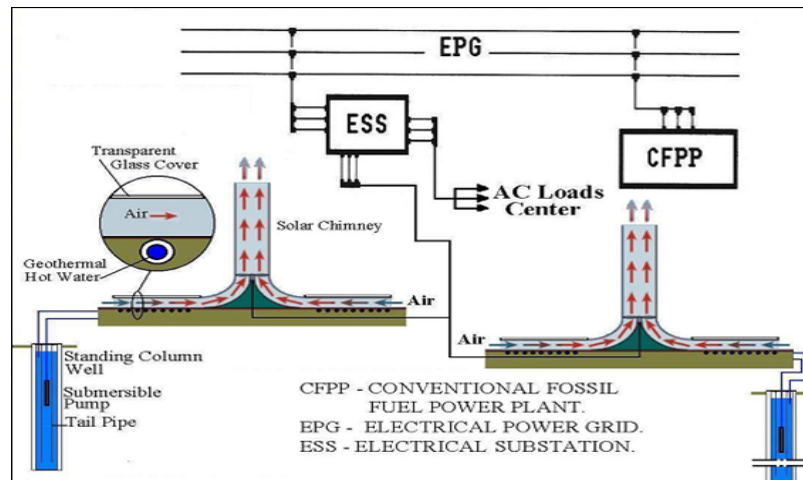 EPG
ESS
CFPP
Transparent
Glass Cover
Air
Geothermal
Hot Water
Solar Chimney
AC Loads
Center
Air
Air
Standing Column
Well
Submersible
Pump
Tail Pipe
CFPP - CONVENTIONAL FOSSIL
FUEL POWER PLANT.
EPG - ELECTRICAL POWER GRID.
ESS - ELECTRICAL SUBSTATION.